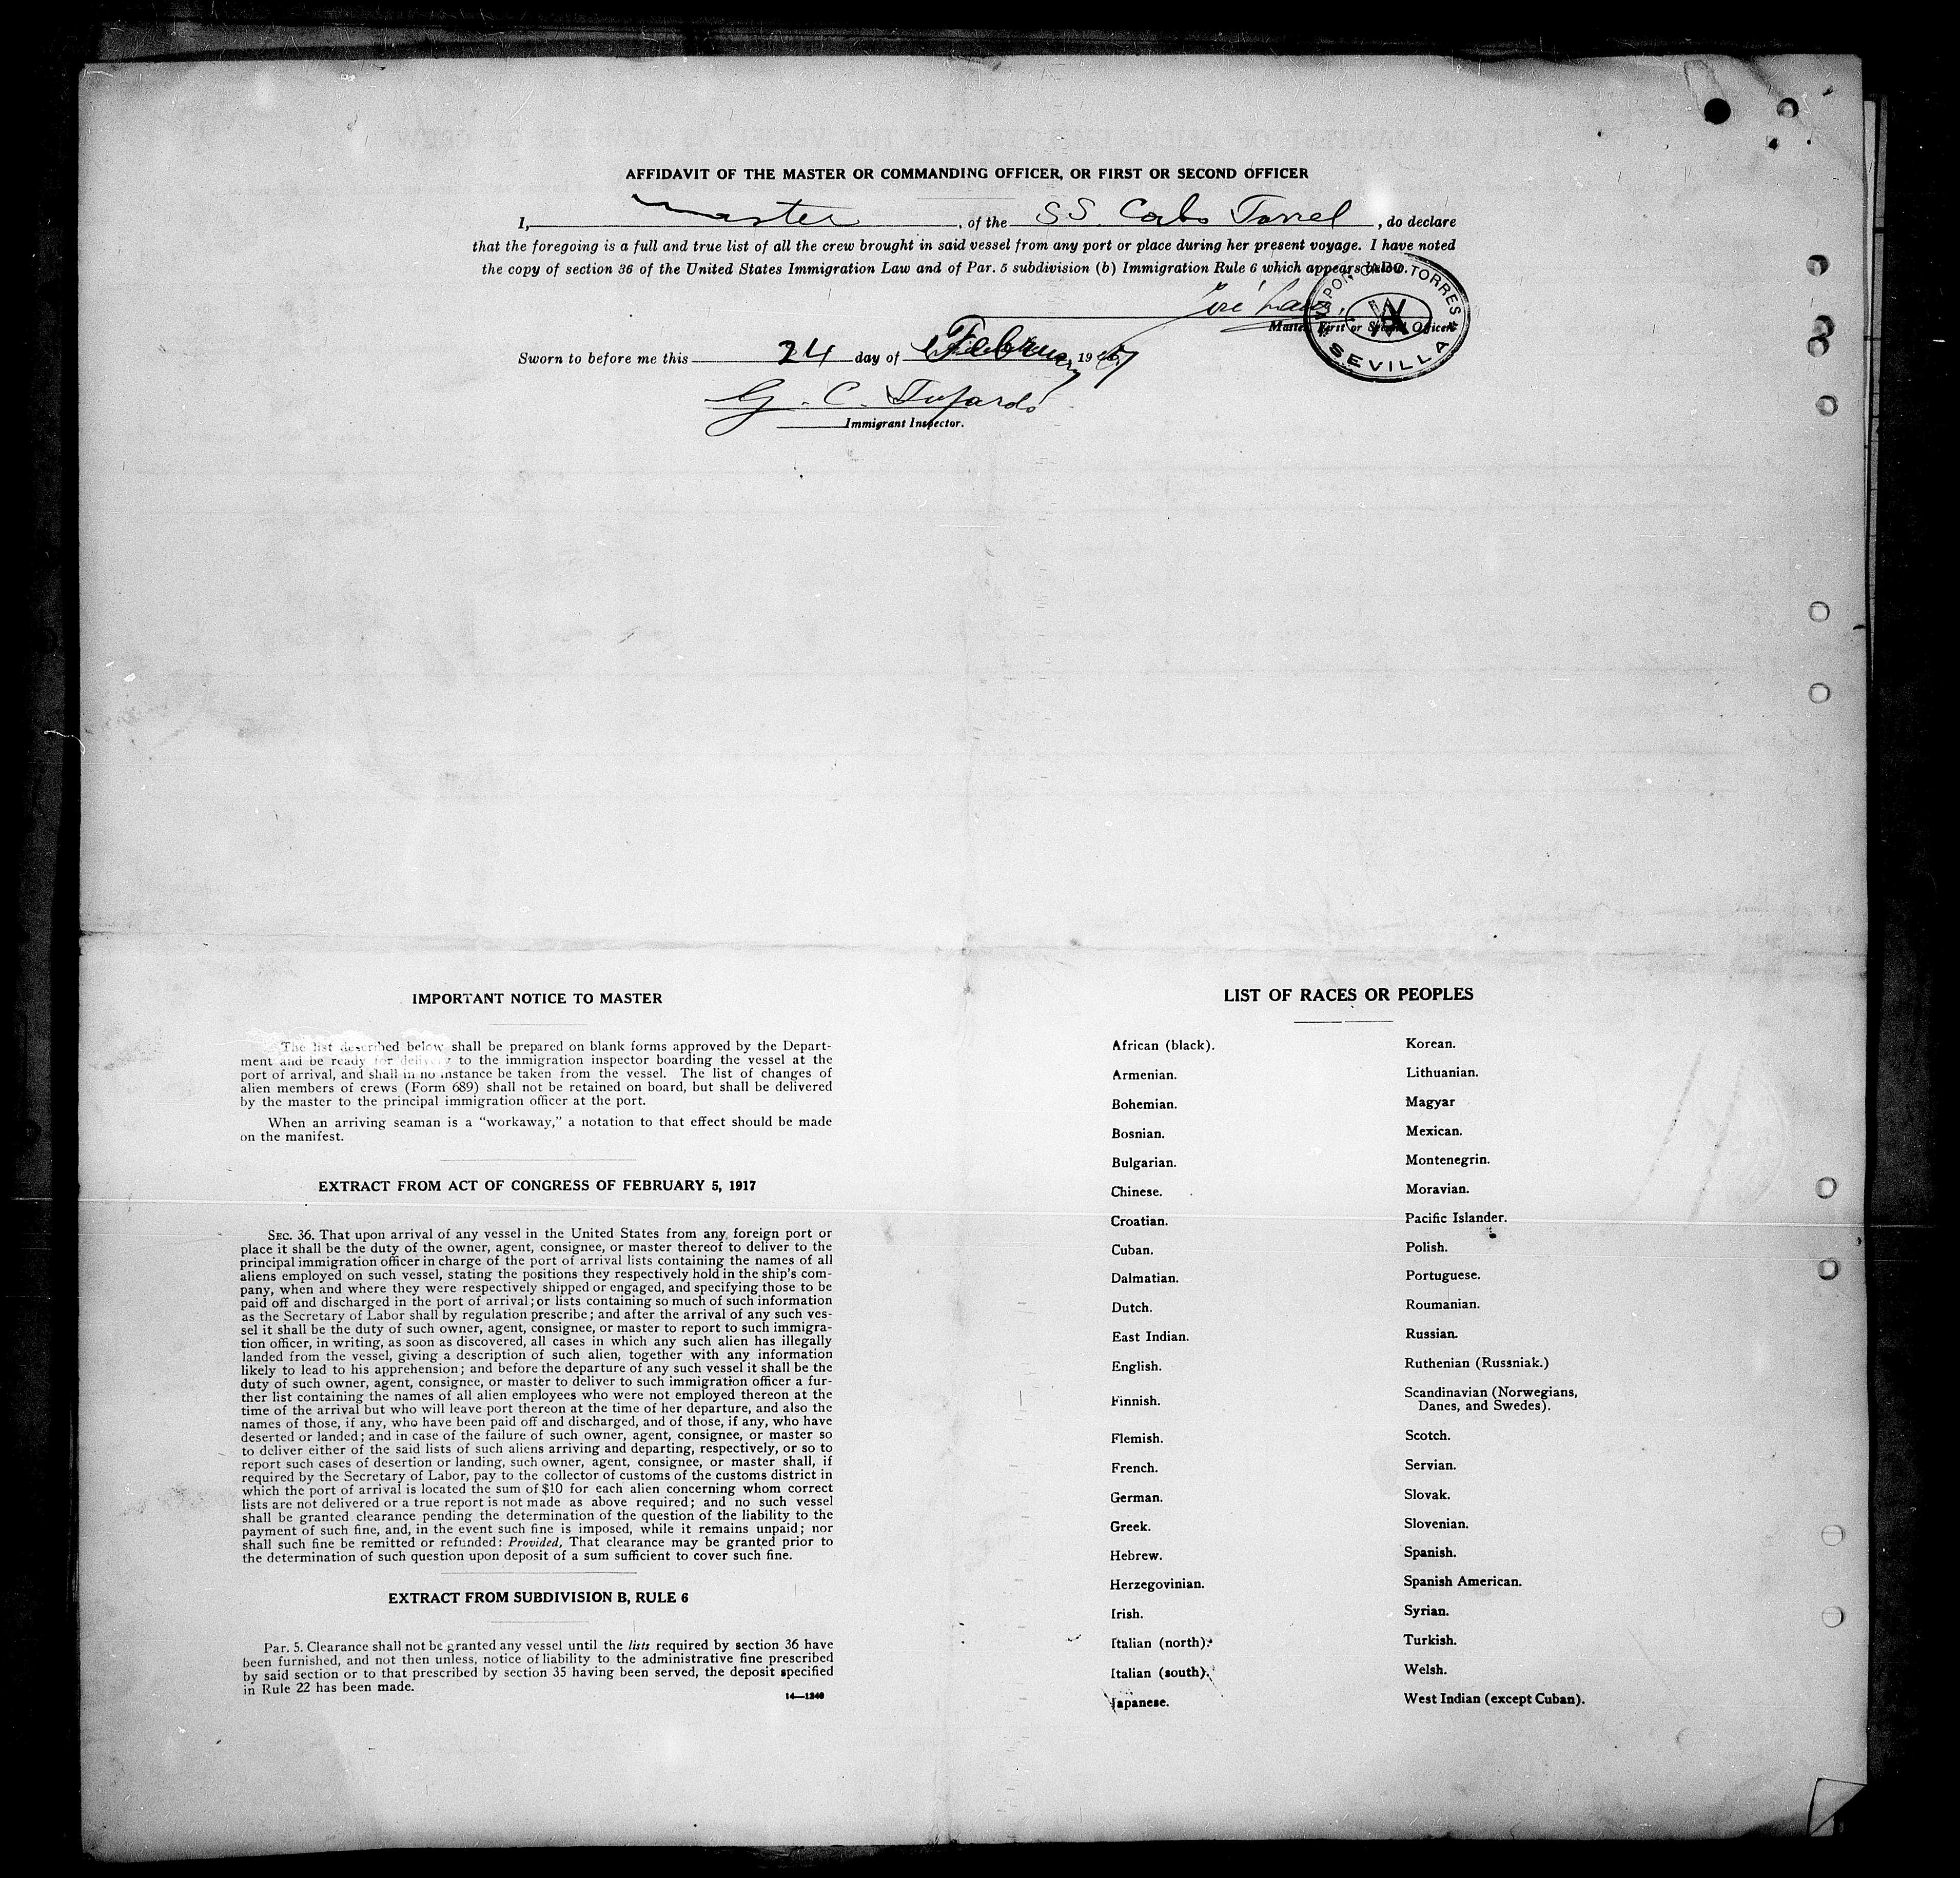 AFFIDAVIT OF THE MASTER OR COMMANDING OFFICER, OR FIRST OR SECOND OFFICER
I, Master, of the SS. Cabo Torres, do declare
that the foregoing is a full and true list of all the crew brought in said vessel from any port or place during her present voyage. I have noted
the copy of section 36 of the United States Immigration Law and of Par. 5 subdivision (b) Immigration Rule 6 which appears below.
VAPOR CABO TORRES
SEVILLA
José
Master, First or Second Officer.
Sworn to before me this 24 day of February, 19
G. C.
Immigrant Inspector.
IMPORTANT NOTICE TO MASTER
The list described below shall be prepared on blank forms approved by the Depart-
ment and be ready for delivery to the immigration inspector boarding the vessel at the
port of arrival, and shall in no instance be taken from the vessel. The list of changes of
alien members of crews (Form 689) shall not be retained on board, but shall be delivered
by the master to the principal immigration officer at the port.
When an arriving seaman is a “workaway,” a notation to that effect should be made
on the manifest.
EXTRACT FROM ACT OF CONGRESS OF FEBRUARY 5, 1917
SEC. 36. That upon arrival of any vessel in the United States from any foreign port or
place it shall be the duty of the owner, agent, consignee, or master thereof to deliver to the
principal immigration officer in charge of the port of arrival lists containing the names of all
aliens employed on such vessel, stating the positions they respectively hold in the ship's com-
pany, when and where they were respectively shipped or engaged, and specifying those to be
paid off and discharged in the port of arrival; or lists containing so much of such information
as the Secretary of Labor shall by regulation prescribe; and after the arrival of any such ves-
sel it shall be the duty of such owner, agent, consignee, or master to report to such immigra-
tion officer, in writing, as soon as discovered, all cases in which any such alien has illegally
landed from the vessel, giving a description of such alien, together with any information
likely to lead to his apprehension; and before the departure of any such vessel it shall be the
duty of such owner, agent, consignee, or master to deliver to such immigration officer a fur-
ther list containing the names of all alien employees who were not employed thereon at the
time of the arrival but who will leave port thereon at the time of her departure, and also the
names of those, if any, who have been paid off and discharged, and of those, if any, who have
deserted or landed; and in case of the failure of such owner, agent, consignee, or master so
to deliver either of the said lists of such aliens arriving and departing, respectively, or so to
report such cases of desertion or landing, such owner, agent, consignee, or master shall, if
required by the Secretary of Labor, pay to the collector of customs of the customs district in
which the port of arrival is located the sum of $10 for each alien concerning whom correct
lists are not delivered or a true report is not made as above required; and no such vessel
shall be granted clearance pending the determination of the question of the liability to the
payment of such fine, and, in the event such fine is imposed, while it remains unpaid; nor
shall such fine be remitted or refunded: Provided, That clearance may be granted prior to
the determination of such question upon deposit of a sum sufficient to cover such fine.
EXTRACT FROM SUBDIVISION B, RULE 6
Par. 5. Clearance shall not be granted any vessel until the lists required by section 36 have
been furnished, and not then unless, notice of liability to the administrative fine prescribed
by said section or to that prescribed by section 35 having been served, the deposit specified
in Rule 22 has been made.
14—1240
LIST OF RACES OR PEOPLES
African (black).
Armenian.
Bohemian.
Bosnian.
Bulgarian.
Chinese.
Croatian.
Cuban.
Dalmatian.
Dutch.
East Indian.
English.
Finnish.
Flemish.
French.
German.
Greek.
Hebrew.
Herzegovinian.
Irish.
Italian (north).
Italian (south).
Japanese.
Korean.
Lithuanian.
Magyar
Mexican.
Montenegrin.
Moravian.
Pacific Islander.
Polish.
Portuguese.
Roumanian.
Russian.
Ruthenian (Russniak.)
Scandinavian (Norwegians,
Danes, and Swedes).
Scotch.
Servian.
Slovak.
Slovenian.
Spanish.
Spanish American.
Syrian.
Turkish.
Welsh.
West Indian (except Cuban).